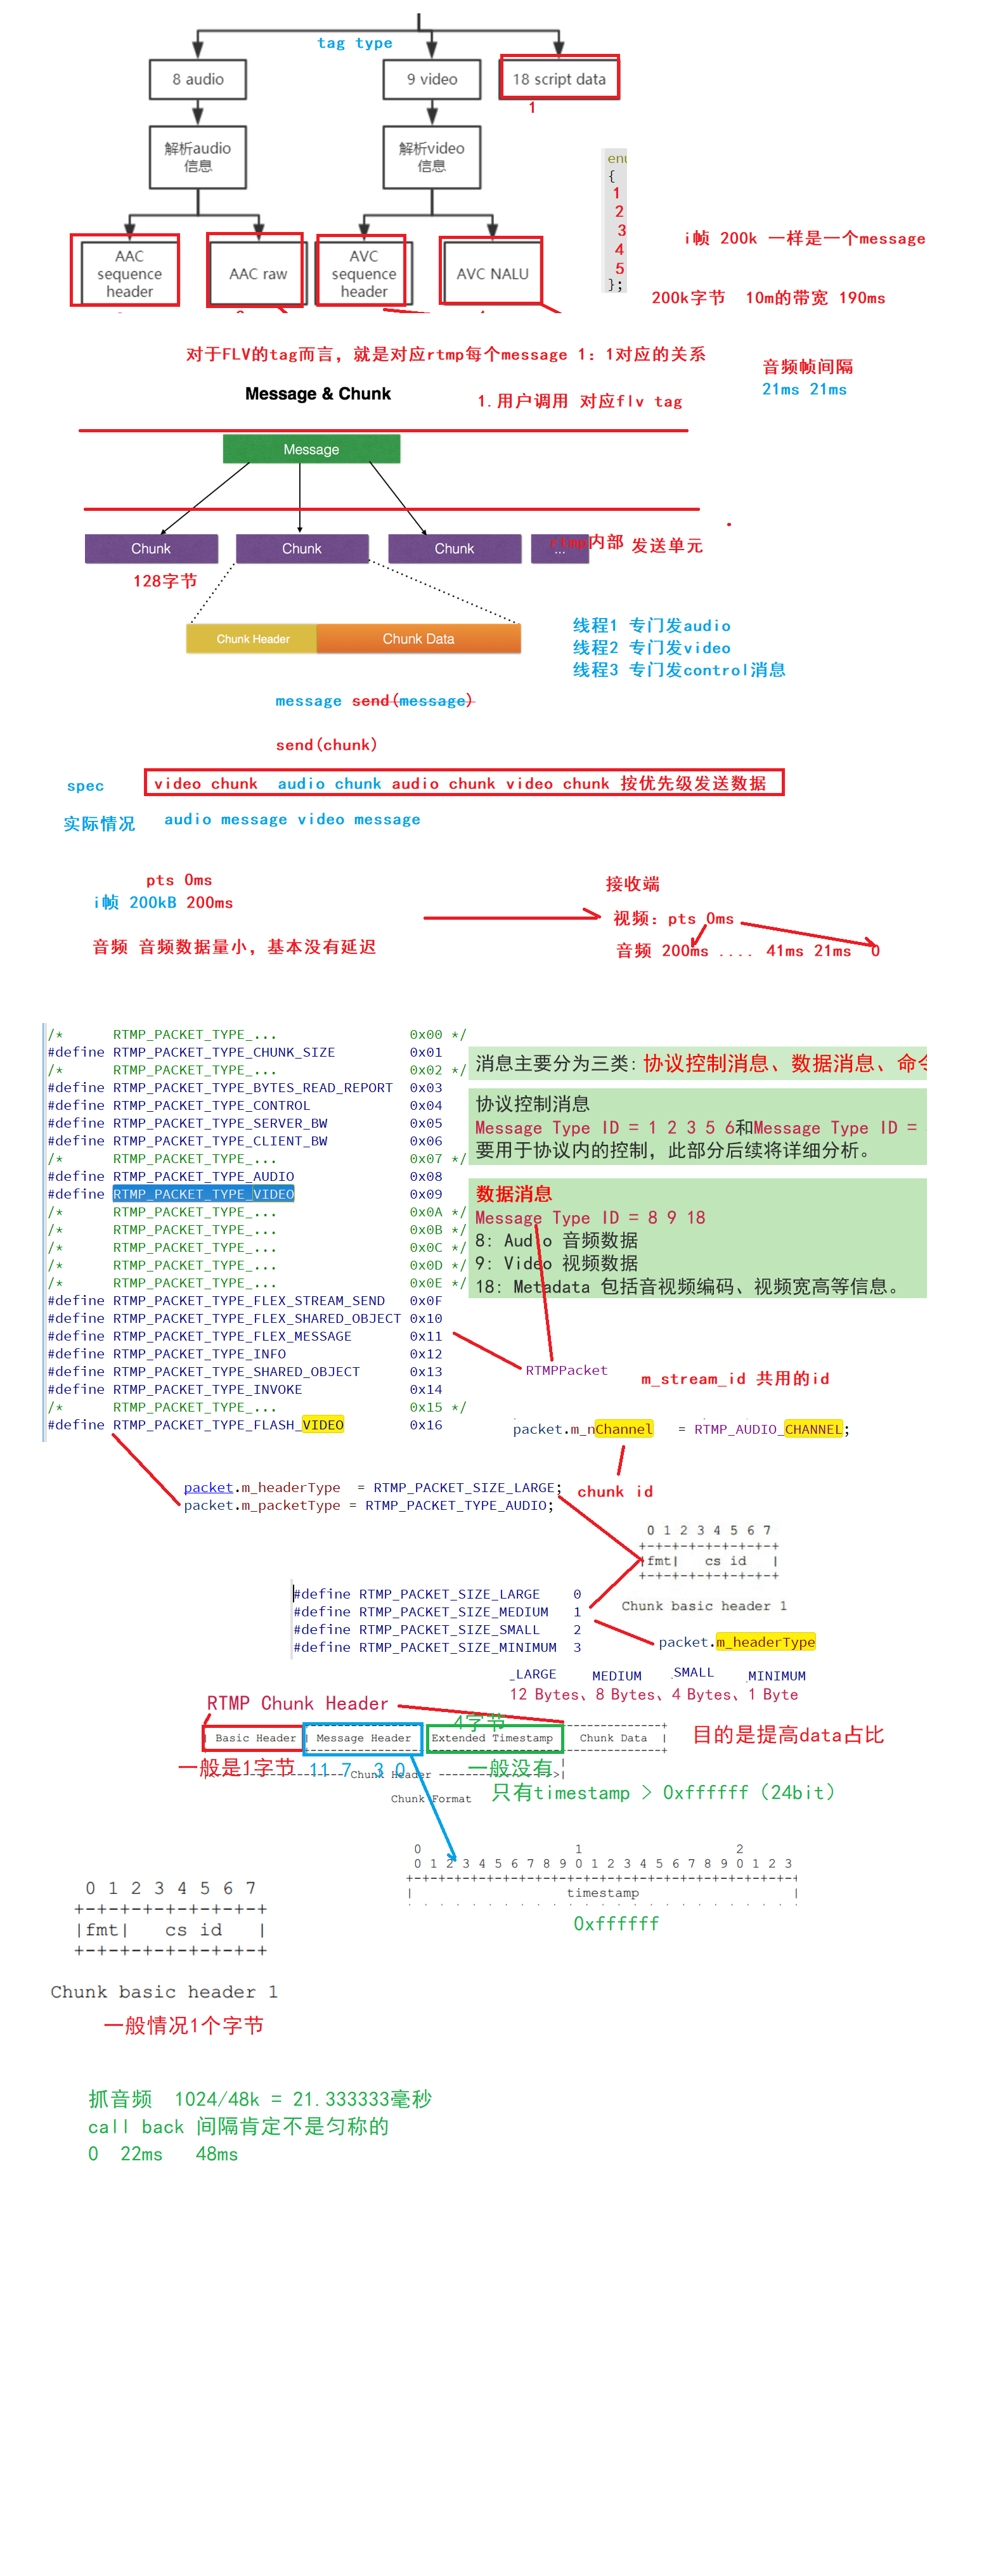 tag type
8 audio
9 video
18 script data
1
解析audio
信息
解析video
信息
enu
{
1
2
3
4
5
};
i帧 200k 一样是一个message
AAC
sequence
header
AAC raw
AVC
sequence
header
AVC NALU
200k字节 10m的带宽 190ms
对于FLV的tag而言，就是对应rtmp每个message 1：1对应的关系
音频帧间隔
21ms 21ms
Message & Chunk
1.用户调用 对应flv tag
Message
Chunk
Chunk
Chunk
...
rtmp内部 发送单元
128字节
Chunk Header
Chunk Data
线程1 专门发audio
线程2 专门发video
线程3 专门发control消息
message send(message)
send(chunk)
spec
video chunk audio chunk audio chunk video chunk 按优先级发送数据
实际情况
audio message video message
pts 0ms
i帧 200kB 200ms
音频 音频数据量小，基本没有延迟
接收端
视频：pts 0ms
音频 200ms .... 41ms 21ms 0
/* RTMP_PACKET_TYPE_... 0x00 */
#define RTMP_PACKET_TYPE_CHUNK_SIZE 0x01
/* RTMP_PACKET_TYPE_... 0x02 */
#define RTMP_PACKET_TYPE_BYTES_READ_REPORT 0x03
#define RTMP_PACKET_TYPE_CONTROL 0x04
#define RTMP_PACKET_TYPE_SERVER_BW 0x05
#define RTMP_PACKET_TYPE_CLIENT_BW 0x06
/* RTMP_PACKET_TYPE_... 0x07 */
#define RTMP_PACKET_TYPE_AUDIO 0x08
#define RTMP_PACKET_TYPE_VIDEO 0x09
/* RTMP_PACKET_TYPE_... 0x0A */
/* RTMP_PACKET_TYPE_... 0x0B */
/* RTMP_PACKET_TYPE_... 0x0C */
/* RTMP_PACKET_TYPE_... 0x0D */
/* RTMP_PACKET_TYPE_... 0x0E */
#define RTMP_PACKET_TYPE_FLEX_STREAM_SEND 0x0F
#define RTMP_PACKET_TYPE_FLEX_SHARED_OBJECT 0x10
#define RTMP_PACKET_TYPE_FLEX_MESSAGE 0x11
#define RTMP_PACKET_TYPE_INFO 0x12
#define RTMP_PACKET_TYPE_SHARED_OBJECT 0x13
#define RTMP_PACKET_TYPE_INVOKE 0x14
/* RTMP_PACKET_TYPE_... 0x15 */
#define RTMP_PACKET_TYPE_FLASH_VIDEO 0x16
消息主要分为三类：协议控制消息、数据消息、命令
协议控制消息
Message Type ID = 1 2 3 5 6和Message Type ID =
要用于协议内的控制，此部分后续将详细分析。
数据消息
Message Type ID = 8 9 18
8: Audio 音频数据
9: Video 视频数据
18: Metadata 包括音视频编码、视频宽高等信息。
RTMPPacket
m_stream_id 共用的id
packet.m_nChannel = RTMP_AUDIO_CHANNEL;
packet.m_headerType = RTMP_PACKET_SIZE_LARGE;
packet.m_packetType = RTMP_PACKET_TYPE_AUDIO;
chunk id
0 1 2 3 4 5 6 7
+-+-+-+-+-+-+-+-+
|fmt| cs id |
+-+-+-+-+-+-+-+-+
Chunk basic header 1
#define RTMP_PACKET_SIZE_LARGE 0
#define RTMP_PACKET_SIZE_MEDIUM 1
#define RTMP_PACKET_SIZE_SMALL 2
#define RTMP_PACKET_SIZE_MINIMUM 3
packet.m_headerType
_LARGE MEDIUM SMALL MINIMUM
12 Bytes、8 Bytes、4 Bytes、1 Byte
RTMP Chunk Header
4字节
| Basic Header | Message Header | Extended Timestamp | Chunk Data |
目的是提高data占比
一般是1字节 11 7 3 0
一般没有
Chunk Header
只有timestamp > 0xffffff（24bit）
Chunk Format
0 1 2
0 1 2 3 4 5 6 7 8 9 0 1 2 3 4 5 6 7 8 9 0 1 2 3
+-+-+-+-+-+-+-+-+-+-+-+-+-+-+-+-+-+-+-+-+-+-+-+-+
| timestamp |
0xffffff
0 1 2 3 4 5 6 7
+-+-+-+-+-+-+-+-+
|fmt| cs id |
+-+-+-+-+-+-+-+-+
Chunk basic header 1
一般情况1个字节
抓音频 1024/48k = 21.333333毫秒
call back 间隔肯定不是匀称的
0 22ms 48ms